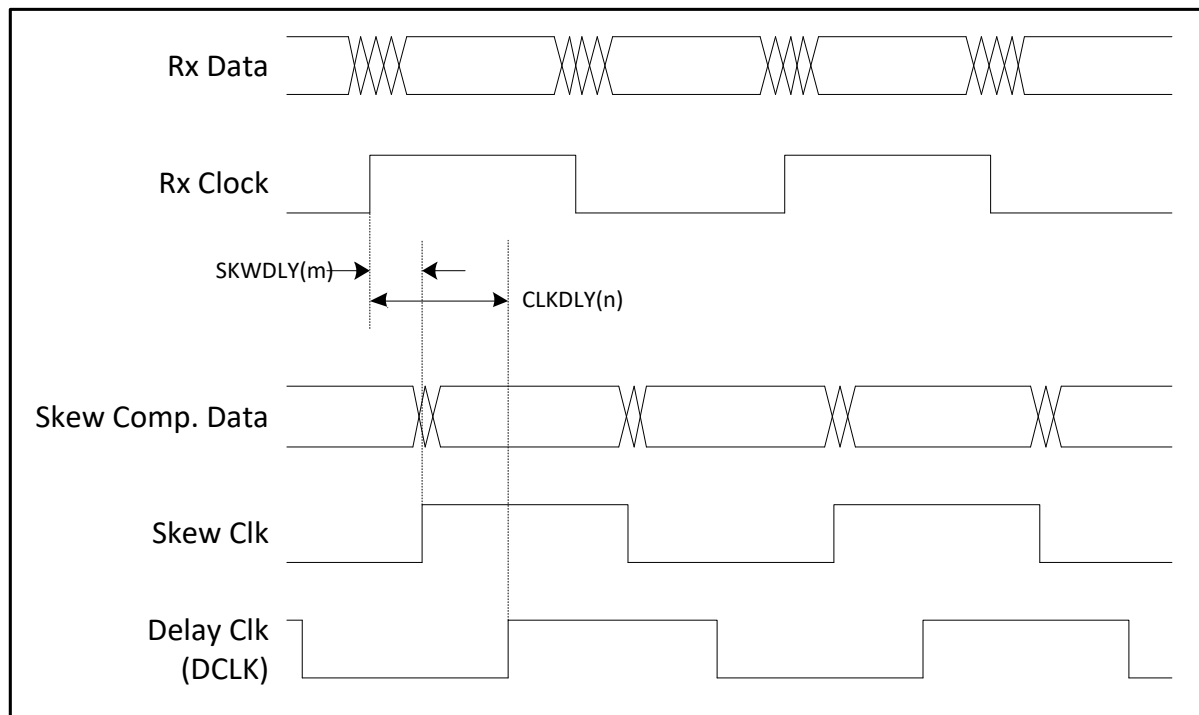 Rx Data
Rx Clock
SKWDLY(m)
CLKDLY(n)
Skew Comp. Data
Skew Clk
Delay Clk
(DCLK)